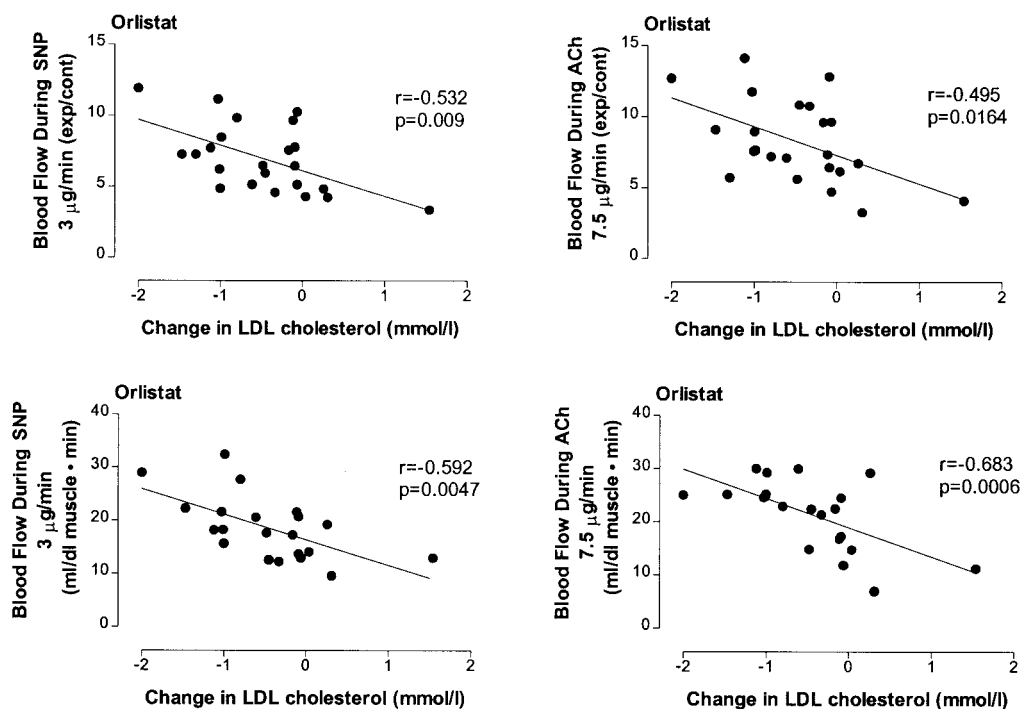 Orlistat
Blood Flow During SNP
3 μg/min (exp/cont)
15
10
5
0
r=-0.532
p=0.009
-2 -1 0 1 2
Change in LDL cholesterol (mmol/l)
Orlistat
Blood Flow During ACh
7.5 μg/min (exp/cont)
15
10
5
0
r=-0.495
p=0.0164
-2 -1 0 1 2
Change in LDL cholesterol (mmol/l)
Orlistat
Blood Flow During SNP
3 μg/min
(ml/dl muscle • min)
40
30
20
10
0
r=-0.592
p=0.0047
-2 -1 0 1 2
Change in LDL cholesterol (mmol/l)
Orlistat
Blood Flow During ACh
7.5 μg/min
(ml/dl muscle • min)
40
30
20
10
0
r=-0.683
p=0.0006
-2 -1 0 1 2
Change in LDL cholesterol (mmol/l)